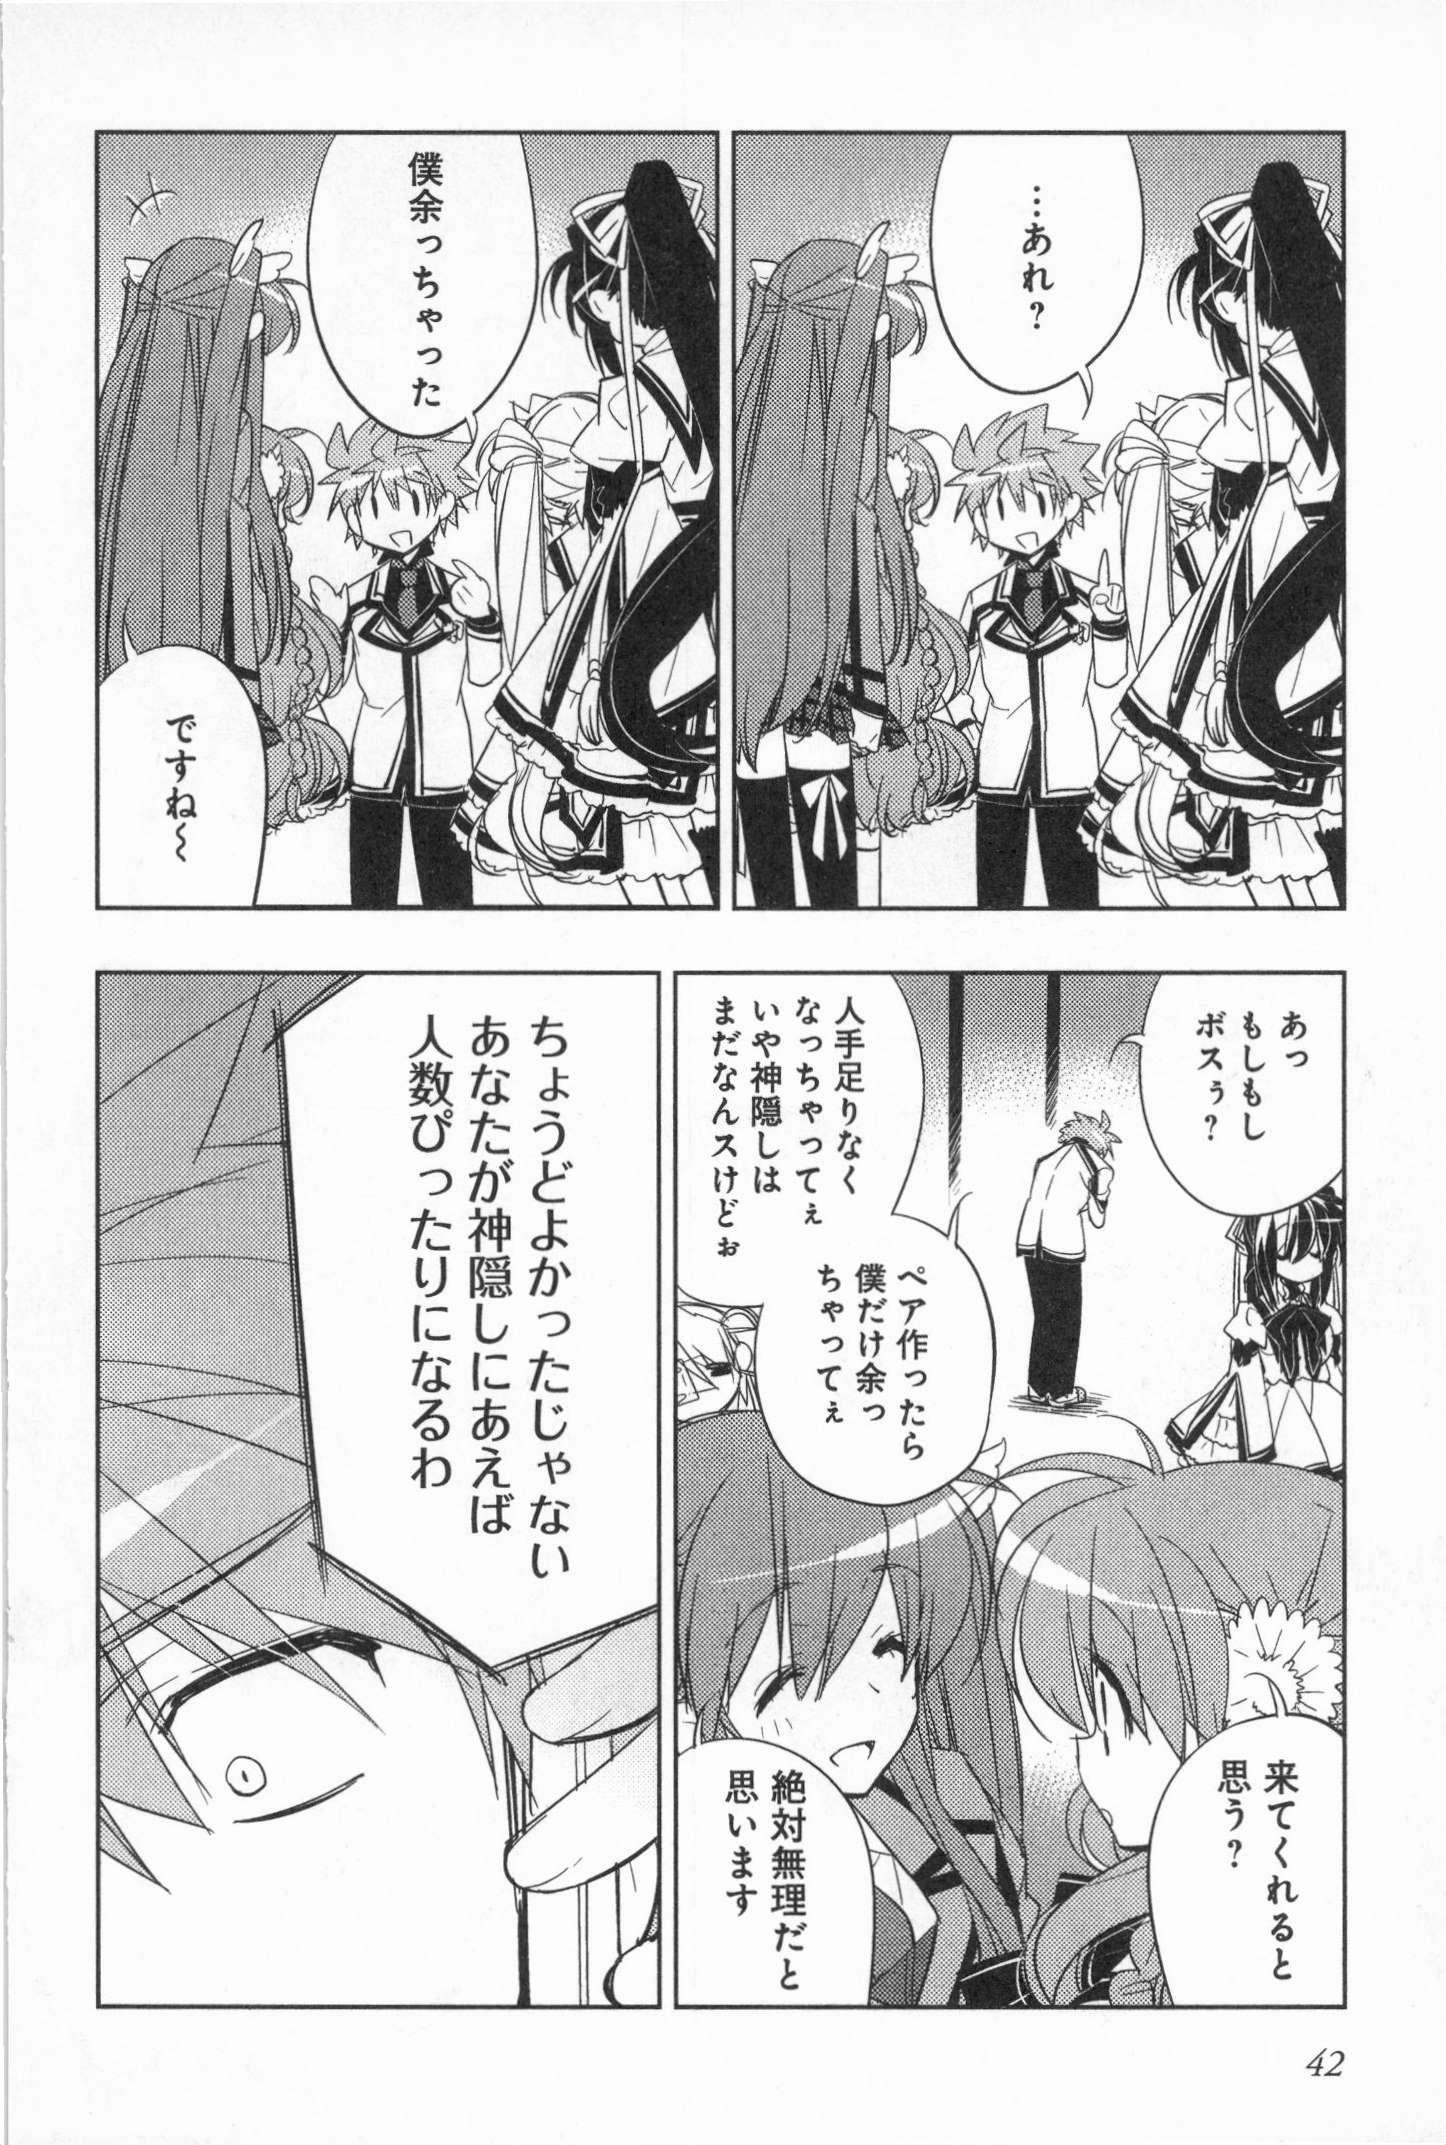 …あれ?
僕余っちゃった
ですね～
あっ
もしもし
ボスぅ?
人手足りなく
なっちゃってぇ
いや神隠しは
まだなんスけどぉ
ペア作ったら
僕だけ余っ
ちゃってぇ
来てくれると
思う?
絶対無理だと
思います
ちょうどよかったじゃない
あなたが神隠しにあえば
人数ぴったりになるわ
42